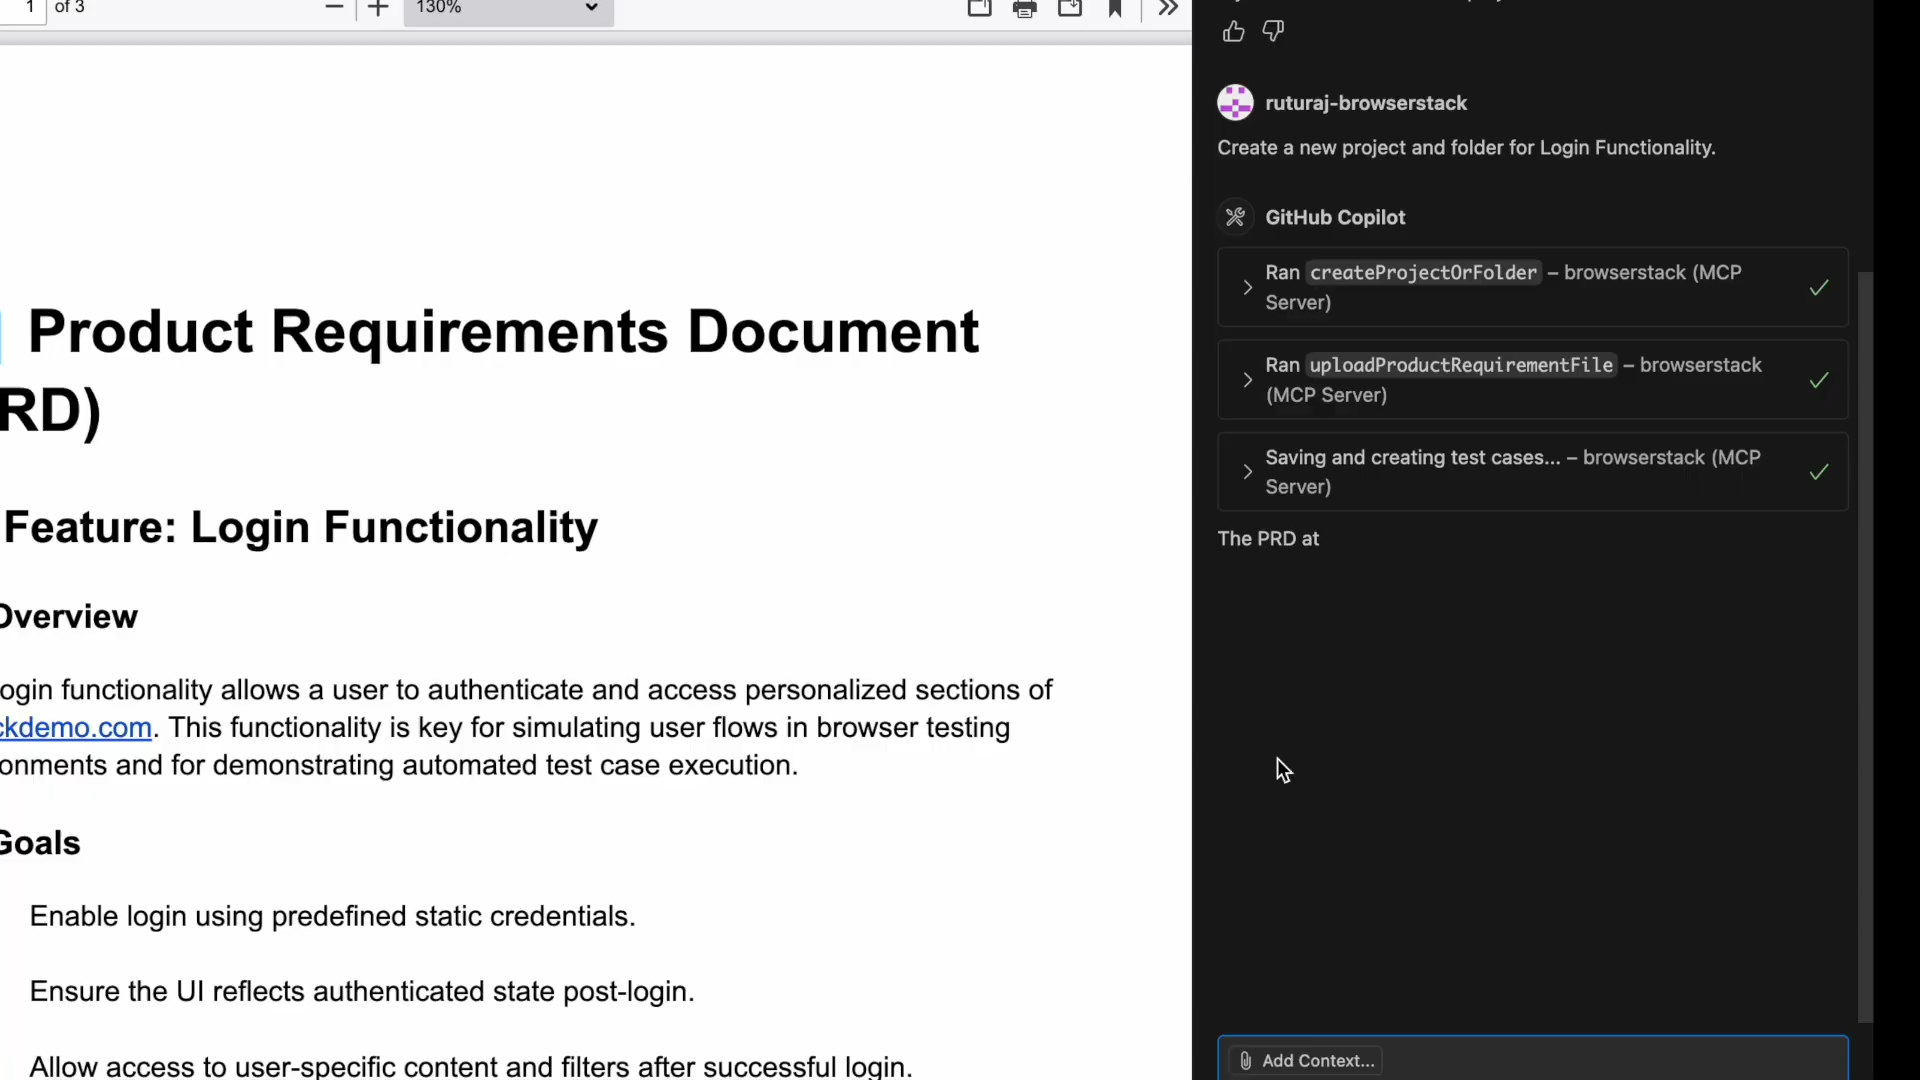 1 of 3
130%
Product Requirements Document
RD)
Feature: Login Functionality
Overview
ogin functionality allows a user to authenticate and access personalized sections of
ckdemo.com. This functionality is key for simulating user flows in browser testing
onments and for demonstrating automated test case execution.
Goals
Enable login using predefined static credentials.
Ensure the UI reflects authenticated state post-login.
Allow access to user-specific content and filters after successful login.
ruturaj-browserstack
Create a new project and folder for Login Functionality.
GitHub Copilot
Ran createProjectOrFolder – browserstack (MCP
Server)
Ran uploadProductRequirementFile – browserstack
(MCP Server)
Saving and creating test cases... – browserstack (MCP
Server)
The PRD at
Add Context...